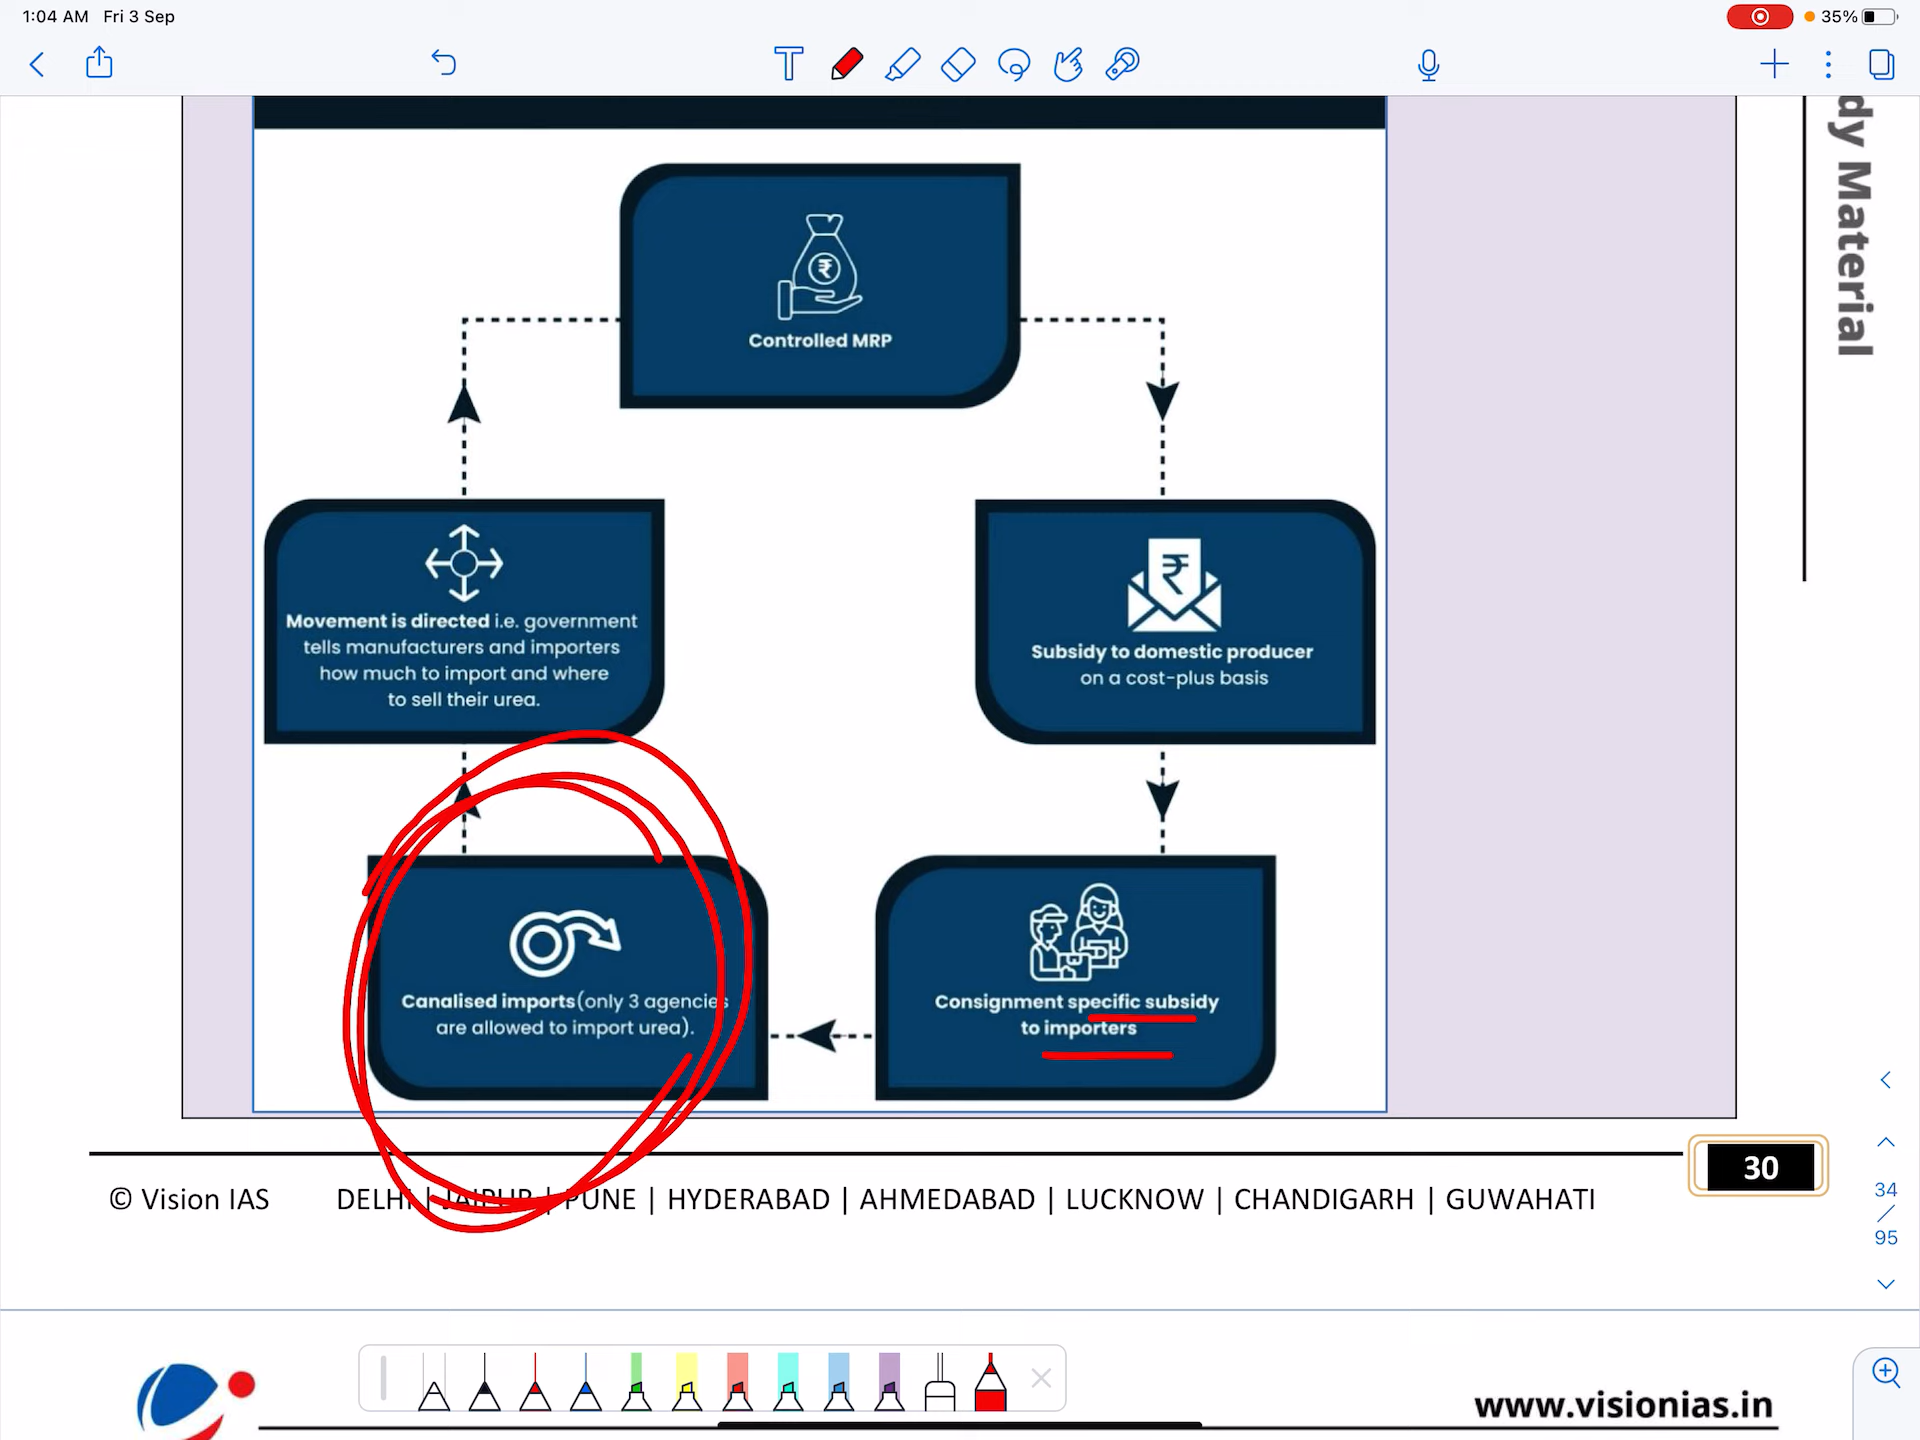 1:04 AM Fri 3 Sep
35%
T
dy Material
₹
Controlled MRP
Movement is directed i.e. government
tells manufacturers and importers
how much to import and where
to sell their urea.
₹
Subsidy to domestic producer
on a cost-plus basis
Canalised imports(only 3 agencies
are allowed to import urea).
Consignment specific subsidy
to importers
30
© Vision IAS DELHI | JAIPUR | PUNE | HYDERABAD | AHMEDABAD | LUCKNOW | CHANDIGARH | GUWAHATI
34
/
95
www.visionias.in